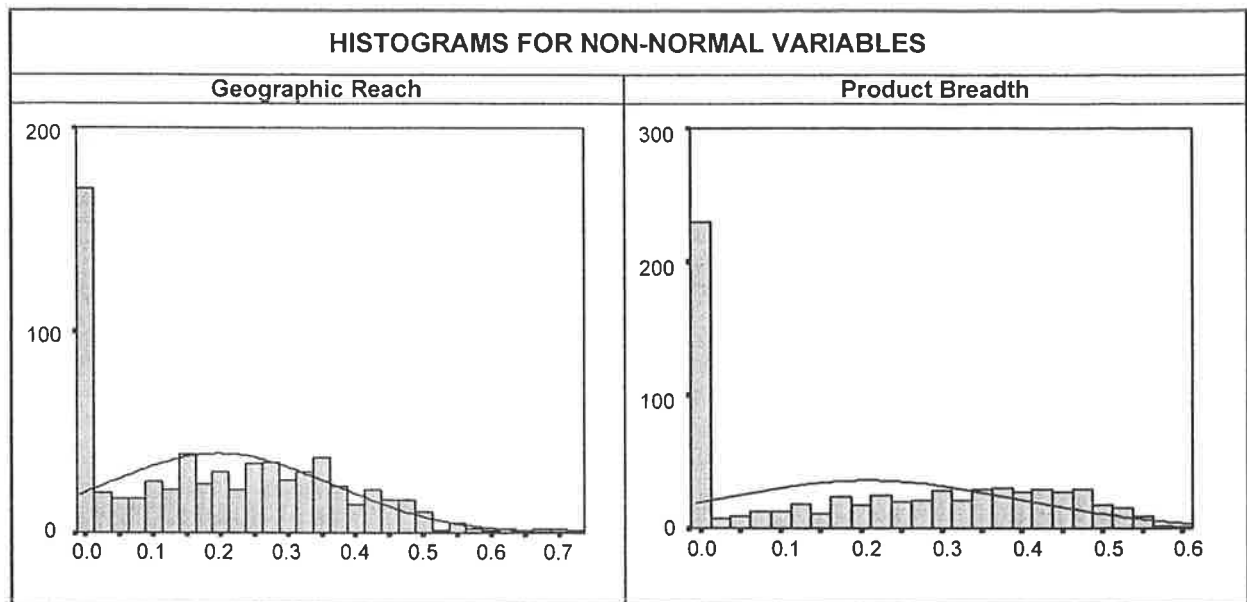 HISTOGRAMS FOR NON-NORMAL VARIABLES
Geographic Reach
Product Breadth
200
100
0
0.0 0.1 0.2 0.3 0.4 0.5 0.6 0.7
300
200
100
0
0.0 0.1 0.2 0.3 0.4 0.5 0.6